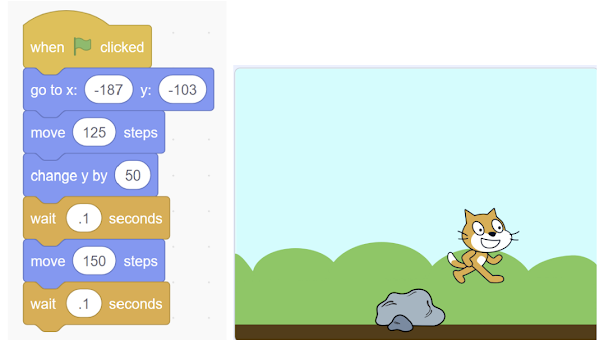 when clicked
go to x: -187 y: -103
move 125 steps
change y by 50
wait .1 seconds
move 150 steps
wait .1 seconds